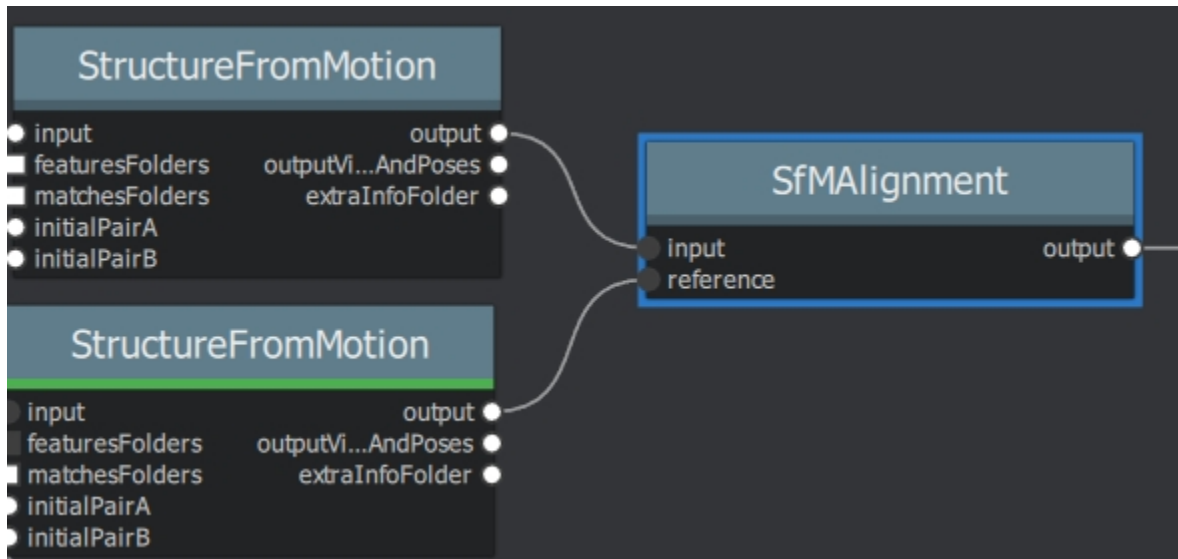 StructureFromMotion
input output
featuresFolders outputVi...AndPoses
matchesFolders extraInfoFolder
initialPairA
initialPairB
SfMAlignment
input output
reference
StructureFromMotion
input output
featuresFolders outputVi...AndPoses
matchesFolders extraInfoFolder
initialPairA
initialPairB